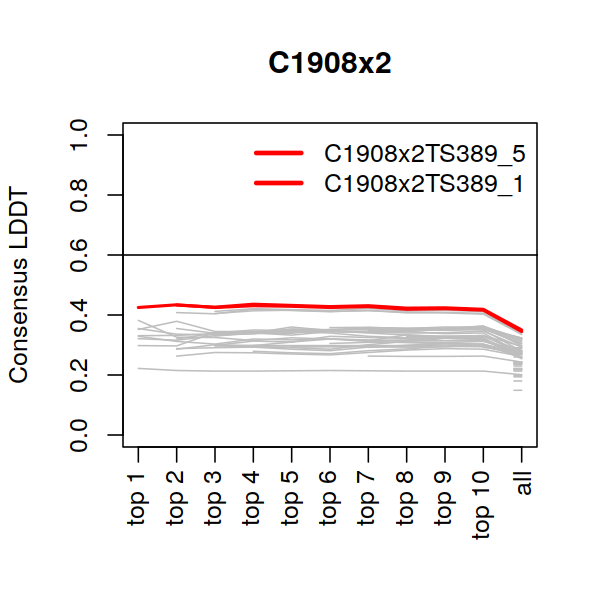 C1908x2
C1908x2TS389_5
C1908x2TS389_1
Consensus LDDT
1.0
0.8
0.6
0.4
0.2
0.0
top 1
top 2
top 3
top 4
top 5
top 6
top 7
top 8
top 9
top 10
all